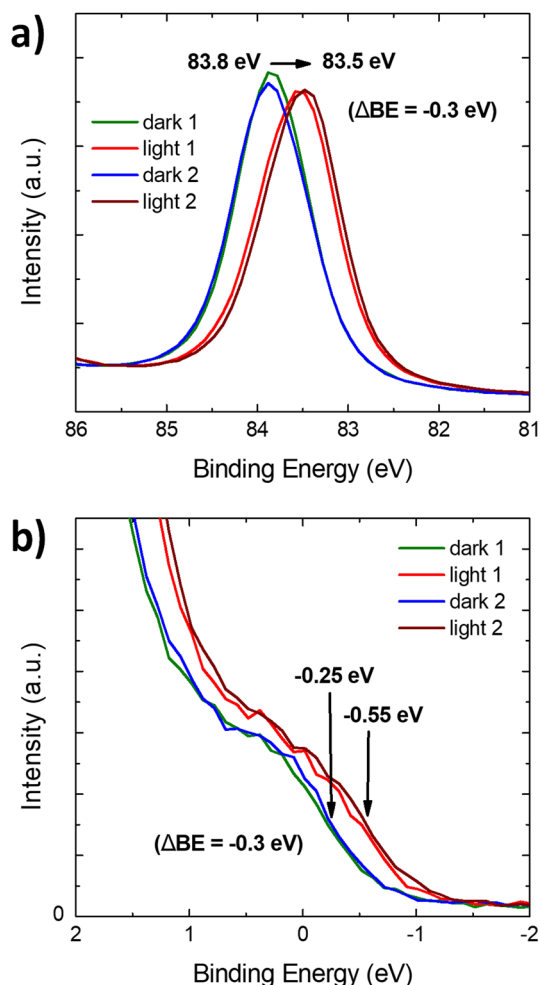 a)
83.8 eV → 83.5 eV
(ΔBE = -0.3 eV)
dark 1
light 1
dark 2
light 2
Intensity (a.u.)
86 85 84 83 82 81
Binding Energy (eV)
b)
dark 1
light 1
dark 2
light 2
-0.25 eV
-0.55 eV
(ΔBE = -0.3 eV)
Intensity (a.u.)
0
2 1 0 -1 -2
Binding Energy (eV)